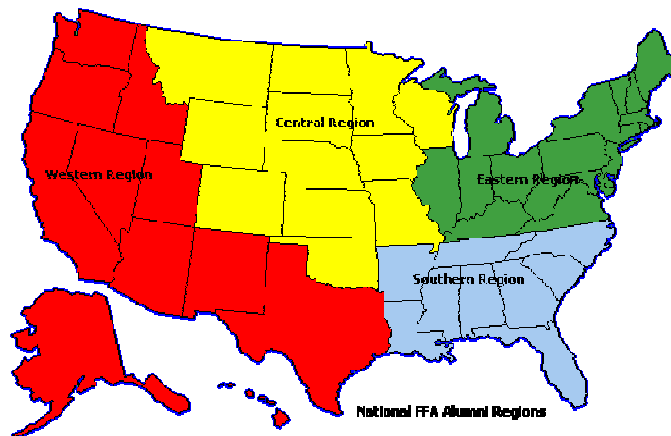 Central Region
Western Region
Eastern Region
Southern Region
National FFA Alumni Regions